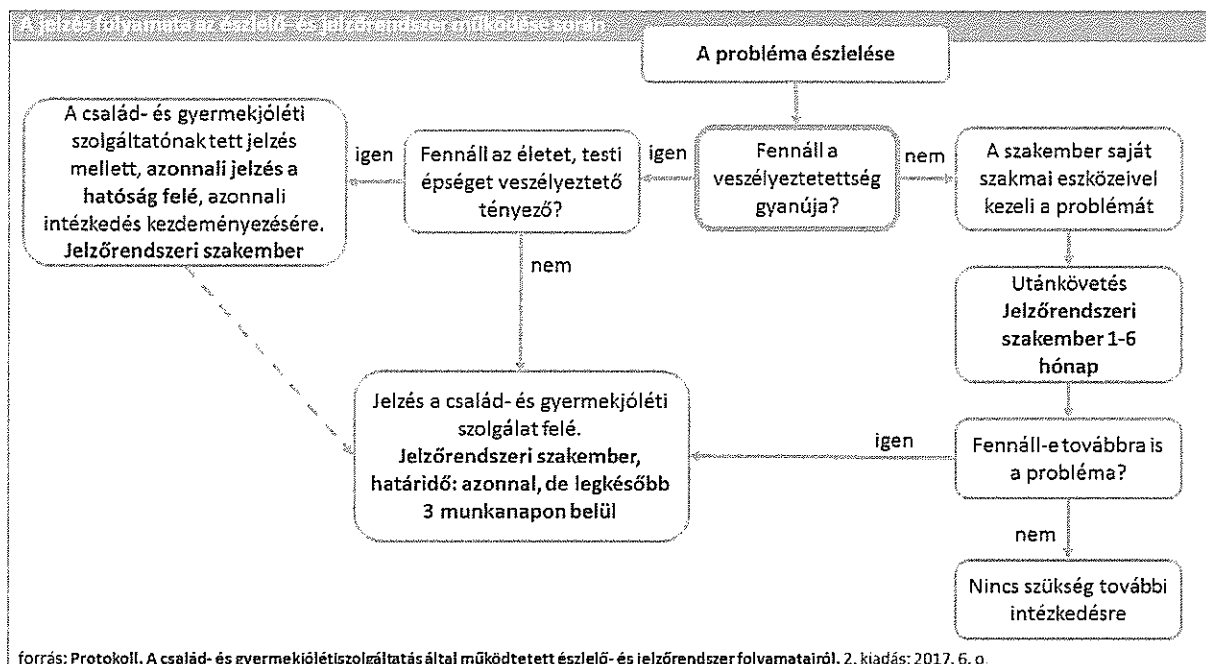 A jelzés folyamata az észlelő- és jelzőrendszer működése során
A probléma észlelése
A család- és gyermekjóléti
szolgáltatónak tett jelzés
mellett, azonnali jelzés a
hatóság felé, azonnali
intézkedés kezdeményezésére.
Jelzőrendszeri szakember
igen
Fennáll az életet, testi
épséget veszélyeztető
tényező?
igen
Fennáll a
veszélyeztetettség
gyanúja?
nem
A szakember saját
szakmai eszközeivel
kezeli a problémát
nem
Utánkövetés
Jelzőrendszeri
szakember 1-6
hónap
Jelzés a család- és gyermekjóléti
szolgálat felé.
Jelzőrendszeri szakember,
határidő: azonnal, de legkésőbb
3 munkanapon belül
igen
Fennáll-e továbbra is
a probléma?
nem
Nincs szükség további
intézkedésre
forrás: Protokoll. A család- és gyermekjólétiszolgáltatás által működtetett észlelő- és jelzőrendszer folyamatairól. 2. kiadás; 2017. 6. o.